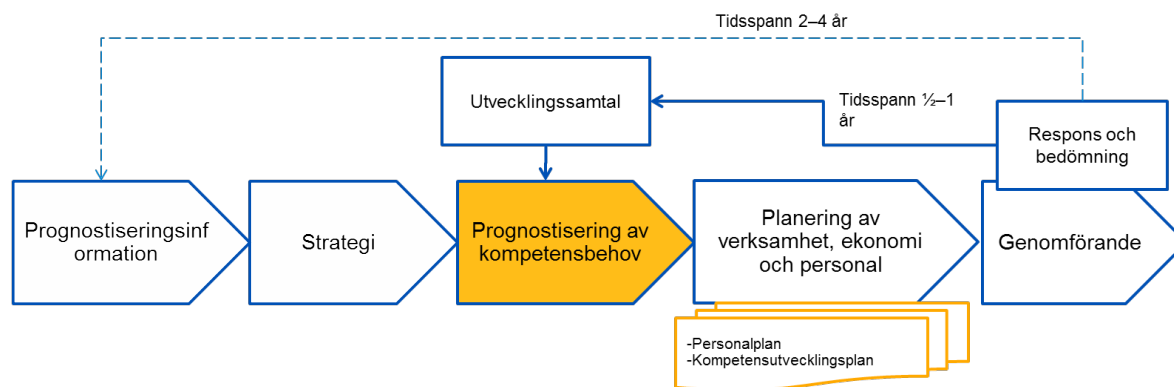 Tidsspann 2–4 år
Utvecklingssamtal
Tidsspann ½–1
år
Respons och
bedömning
Prognostiseringsinf
ormation
Strategi
Prognostisering av
kompetensbehov
Planering av
verksamhet, ekonomi
och personal
Genomförande
-Personalplan
-Kompetensutvecklingsplan